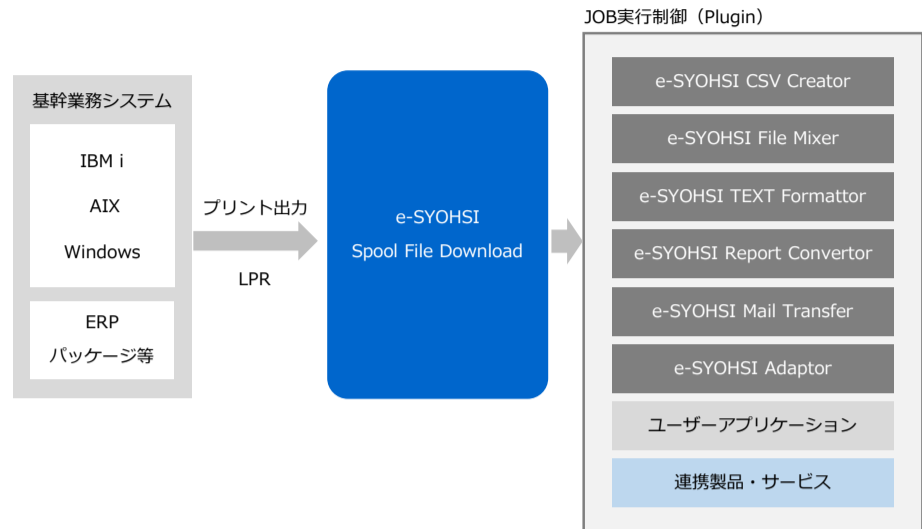 JOB実行制御（Plugin）
基幹業務システム
IBM i
AIX
Windows
ERP
パッケージ等
プリント出力
LPR
e-SYOHSI
Spool File Download
e-SYOHSI CSV Creator
e-SYOHSI File Mixer
e-SYOHSI TEXT Formattor
e-SYOHSI Report Convertor
e-SYOHSI Mail Transfer
e-SYOHSI Adaptor
ユーザーアプリケーション
連携製品・サービス